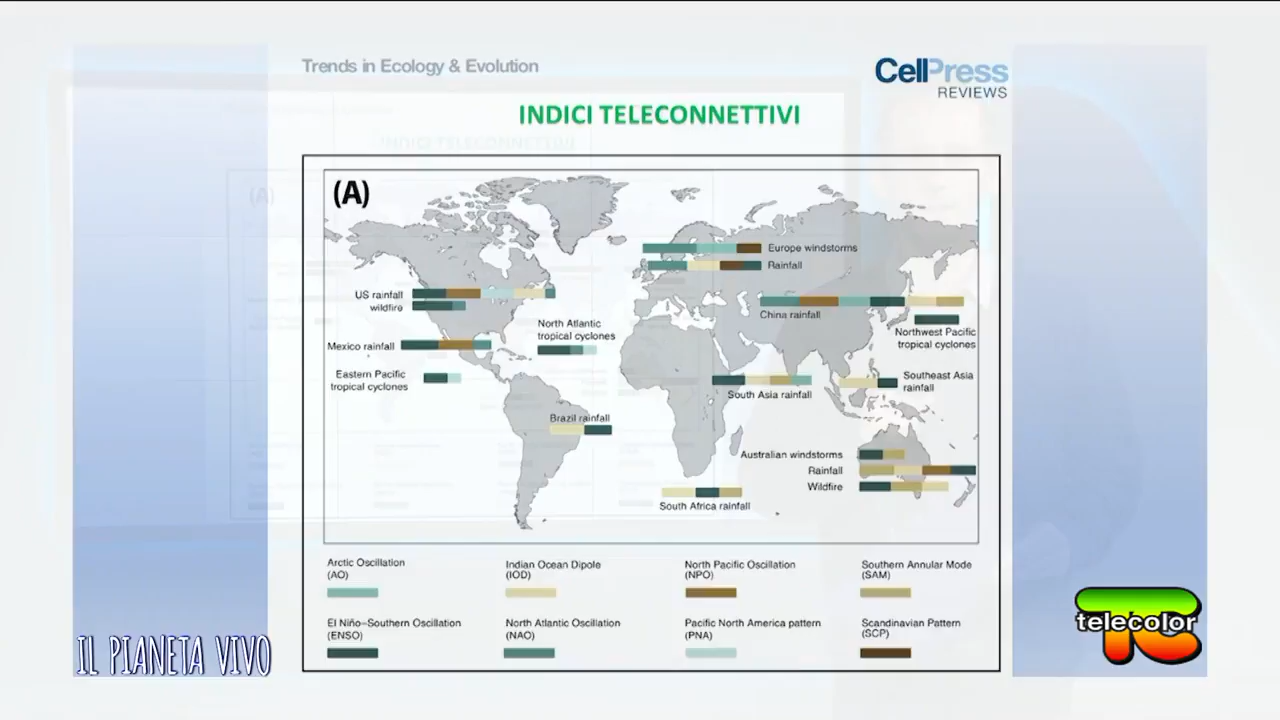 Trends in Ecology & Evolution
CellPress
REVIEWS
INDICI TELECONNETTIVI
INDICI TELECONNETTIVI
(A)
(A)
Europe windstorms
Rainfall
US rainfall
wildfire
China rainfall
North Atlantic
tropical cyclones
Northwest Pacific
tropical cyclones
Mexico rainfall
Eastern Pacific
tropical cyclones
Southeast Asia
rainfall
South Asia rainfall
Brazil rainfall
Australian windstorms
Rainfall
Wildfire
South Africa rainfall
Arctic Oscillation
(AO)
Indian Ocean Dipole
(IOD)
North Pacific Oscillation
(NPO)
Southern Annular Mode
(SAM)
El Niño–Southern Oscillation
(ENSO)
North Atlantic Oscillation
(NAO)
Pacific North America pattern
(PNA)
Scandinavian Pattern
(SCP)
IL PIANETA VIVO
telecolor
TC